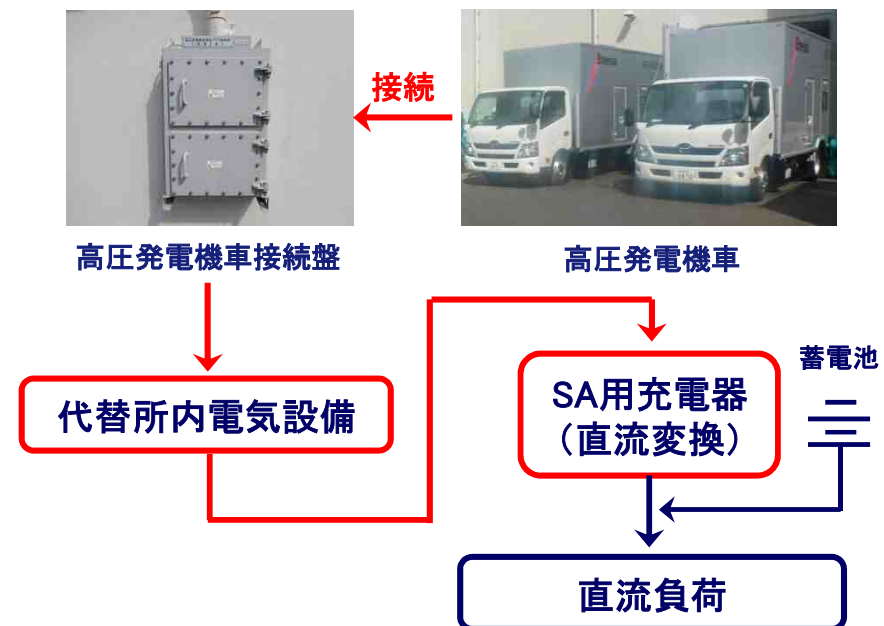 接続
高圧発電機車接続盤
高圧発電機車
蓄電池
代替所内電気設備
SA用充電器
(直流変換)
直流負荷